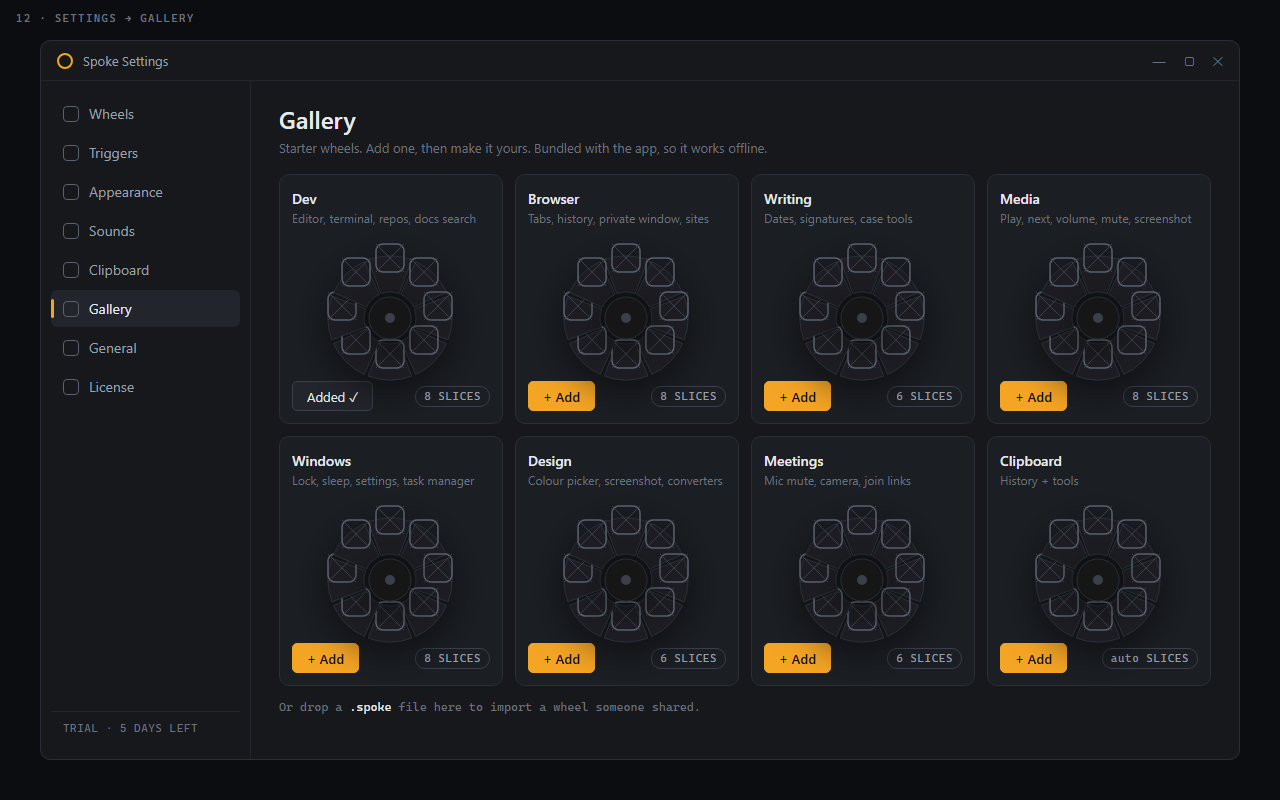 12 · SETTINGS → GALLERY
Spoke Settings
Wheels
Triggers
Appearance
Sounds
Clipboard
Gallery
General
License
TRIAL · 5 DAYS LEFT
Gallery
Starter wheels. Add one, then make it yours. Bundled with the app, so it works offline.
Dev
Editor, terminal, repos, docs search
Added ✓
8 SLICES
Browser
Tabs, history, private window, sites
+ Add
8 SLICES
Writing
Dates, signatures, case tools
+ Add
6 SLICES
Media
Play, next, volume, mute, screenshot
+ Add
8 SLICES
Windows
Lock, sleep, settings, task manager
+ Add
8 SLICES
Design
Colour picker, screenshot, converters
+ Add
6 SLICES
Meetings
Mic mute, camera, join links
+ Add
6 SLICES
Clipboard
History + tools
+ Add
auto SLICES
Or drop a .spoke file here to import a wheel someone shared.